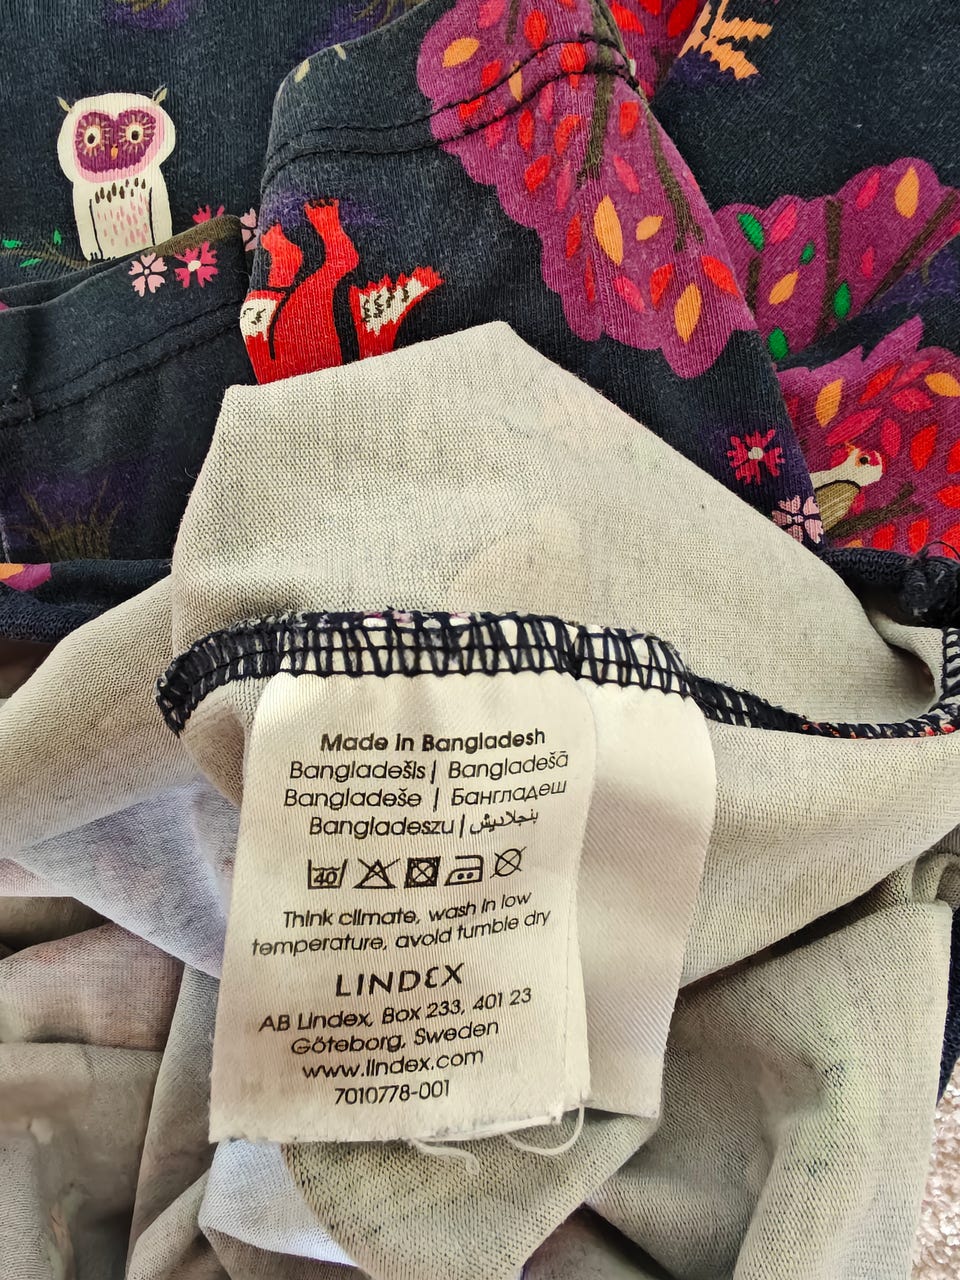 Made in Bangladesh
Bangladešis | Bangladešā
Bangladeše | Бангладеш
Bangladeszu | بنجلاديش
40
Think climate, wash in low
temperature, avoid tumble dry
LINDEX
AB Lindex, Box 233, 401 23
Göteborg, Sweden
www.lindex.com
7010778-001